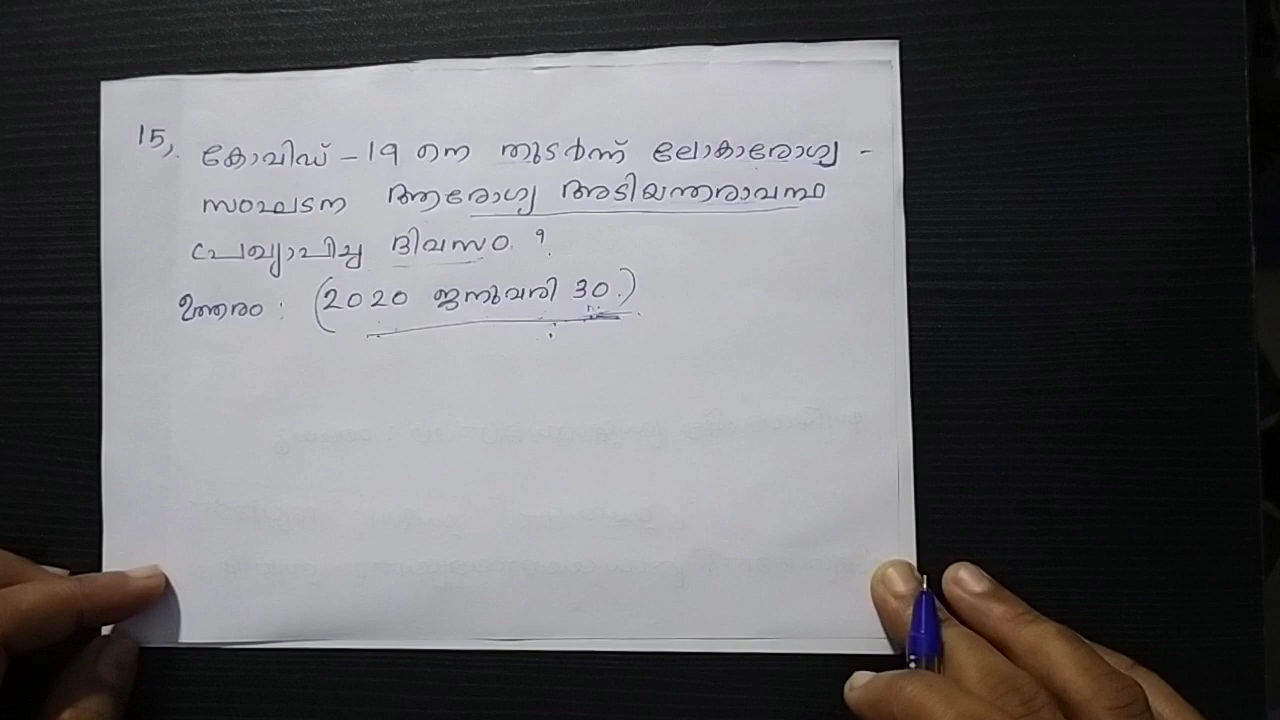 15, കോവിഡ് - 19 നെ തുടർന്ന് ലോകാരോഗ്യ -
സംഘടന ആരോഗ്യ അടിയന്തരാവസ്ഥ
പ്രഖ്യാപിച്ച ദിവസം ?
ഉത്തരം : (2020 ജനുവരി 30.)